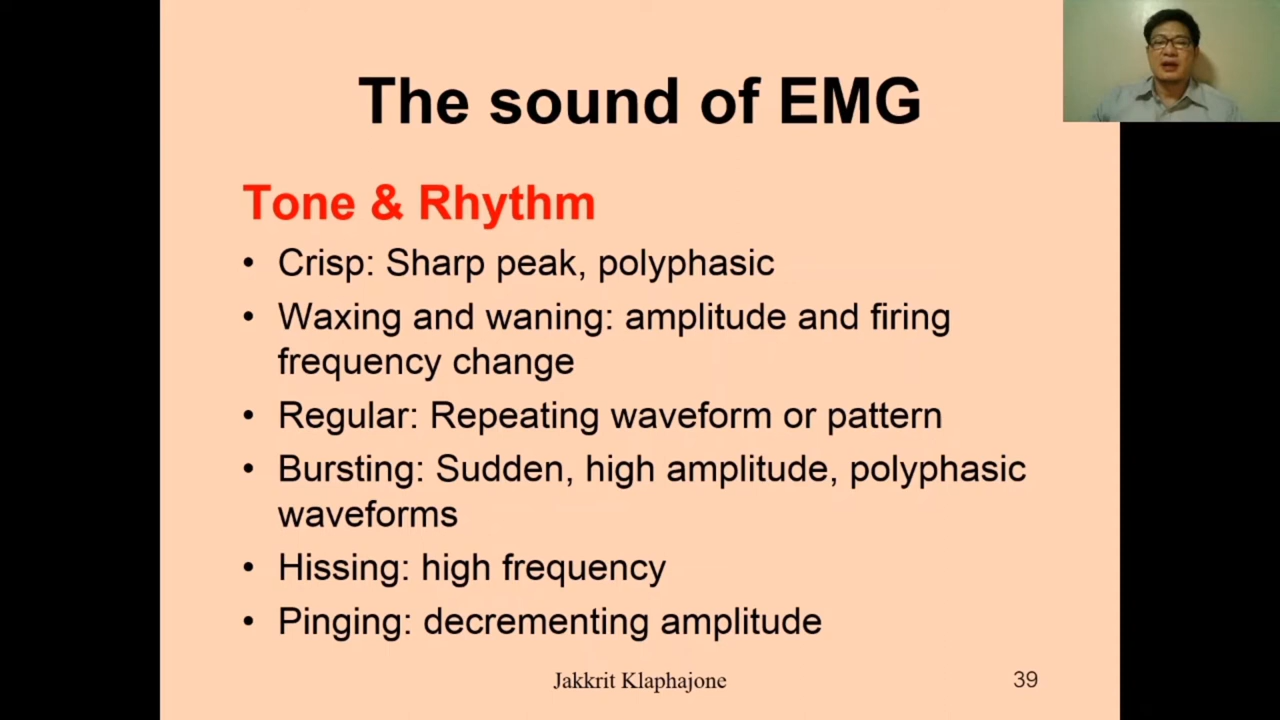 The sound of EMG
Tone & Rhythm
• Crisp: Sharp peak, polyphasic
• Waxing and waning: amplitude and firing
frequency change
• Regular: Repeating waveform or pattern
• Bursting: Sudden, high amplitude, polyphasic
waveforms
• Hissing: high frequency
• Pinging: decrementing amplitude
Jakkrit Klaphajone
39